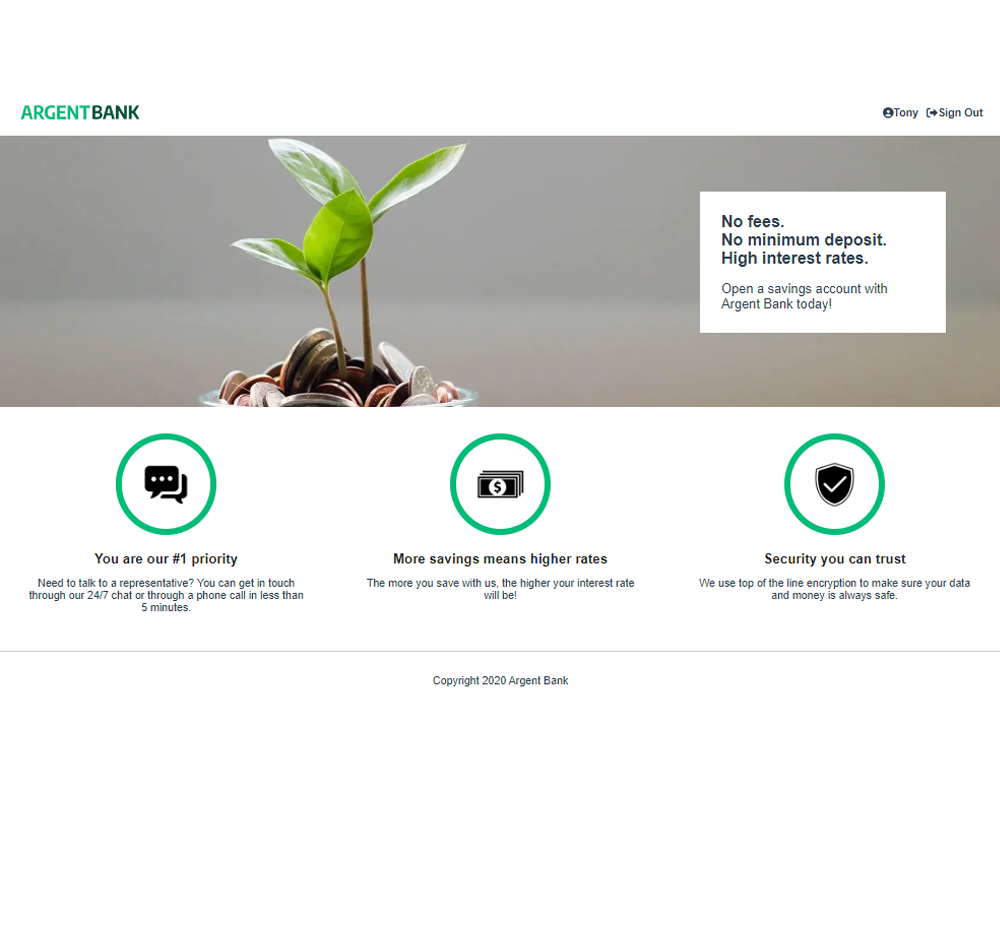 ARGENTBANK
Tony Sign Out
No fees.
No minimum deposit.
High interest rates.
Open a savings account with
Argent Bank today!
You are our #1 priority
Need to talk to a representative? You can get in touch
through our 24/7 chat or through a phone call in less than
5 minutes.
More savings means higher rates
The more you save with us, the higher your interest rate
will be!
Security you can trust
We use top of the line encryption to make sure your data
and money is always safe.
Copyright 2020 Argent Bank